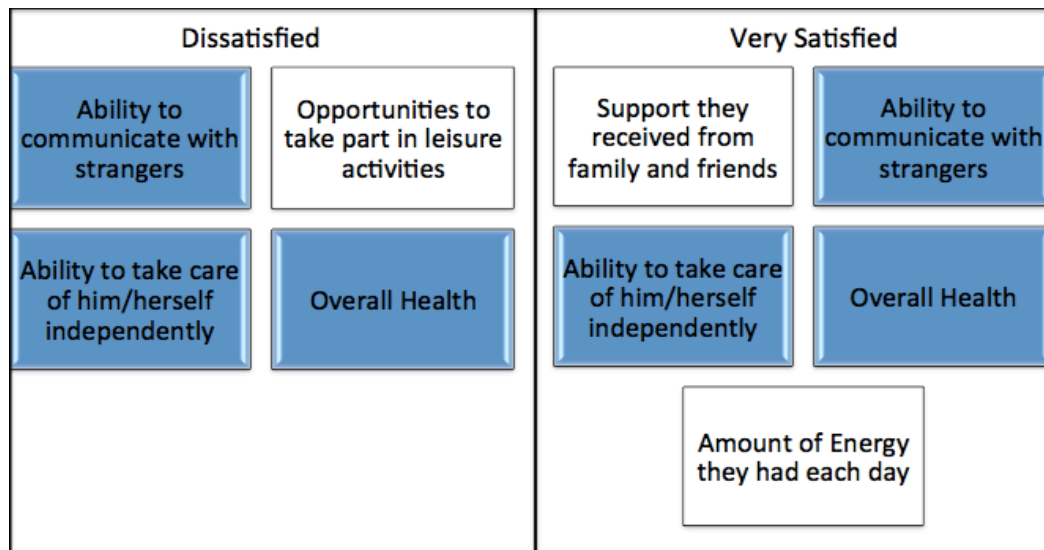 Dissatisfied
Ability to
communicate with
strangers
Opportunities to
take part in leisure
activities
Ability to take care
of him/herself
independently
Overall Health
Very Satisfied
Support they
received from
family and friends
Ability to
communicate with
strangers
Ability to take care
of him/herself
independently
Overall Health
Amount of Energy
they had each day